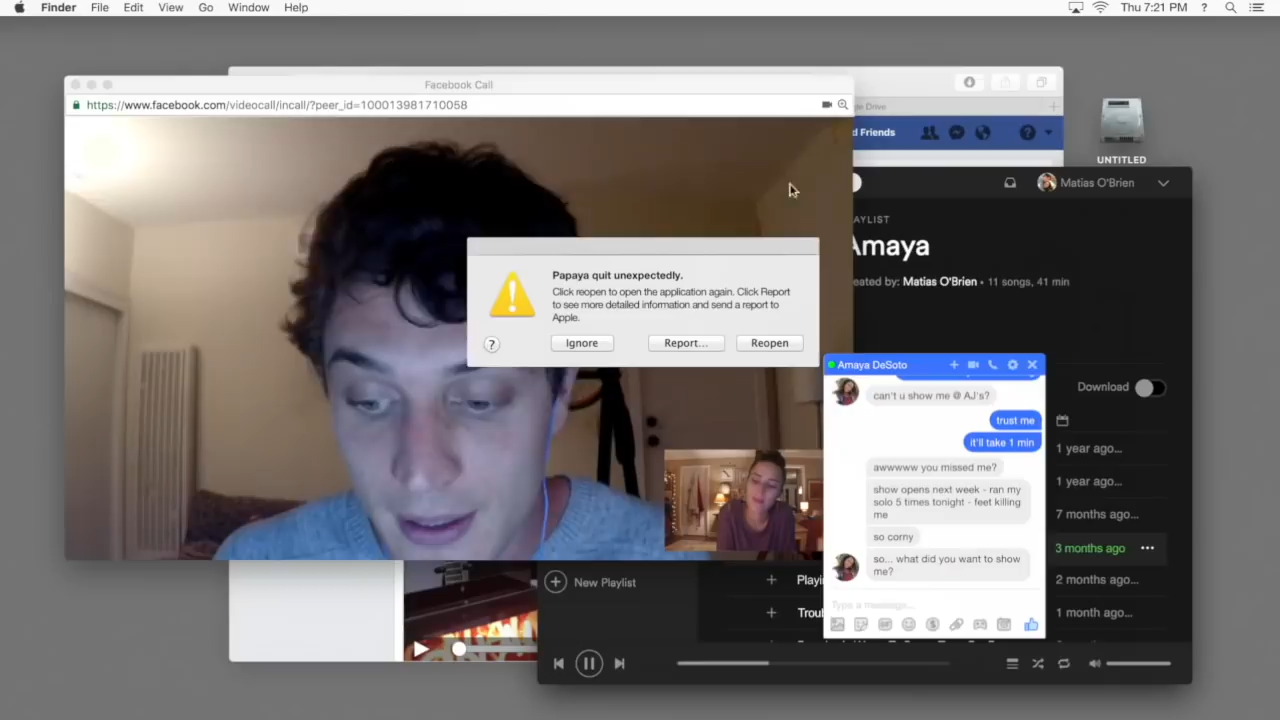 Finder File Edit View Go Window Help
Thu 7:21 PM ?
Facebook Call
https://www.facebook.com/videocall/incall/?peer_id=100013981710058
Drive
Friends
UNTITLED
Matias O'Brien
Amaya
Matias O'Brien • 11 songs, 41 min
Papaya quit unexpectedly.
Click reopen to open the application again. Click Report
to see more detailed information and send a report to
Apple.
? Ignore Report... Reopen
Download
1 year ago...
1 year ago...
7 months ago...
3 months ago
2 months ago...
1 month ago...
Amaya DeSoto
can't u show me @ AJ's?
trust me
it'll take 1 min
awwwww you missed me?
show opens next week - ran my
solo 5 times tonight - feet killing
me
so corny
so... what did you want to show
me?
Type a message...
New Playlist